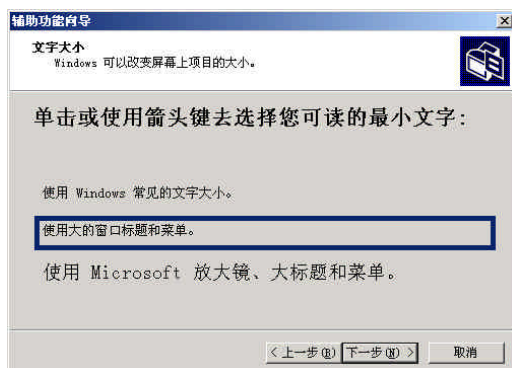 辅助功能向导
文字大小
Windows 可以改变屏幕上项目的大小。
单击或使用箭头键去选择您可读的最小文字:
使用 Windows 常见的文字大小。
使用大的窗口标题和菜单。
使用 Microsoft 放大镜、大标题和菜单。
<上一步(B) 下一步(N)> 取消